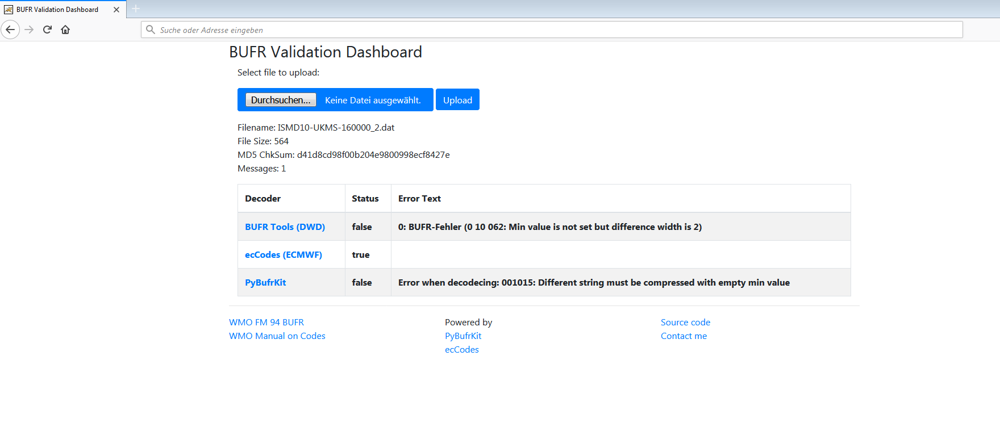 BUFR Validation Dashboard
Suche oder Adresse eingeben
BUFR Validation Dashboard
Select file to upload:
Durchsuchen... Keine Datei ausgewählt. Upload
Filename: ISMD10-UKMS-160000_2.dat
File Size: 564
MD5 ChkSum: d41d8cd98f00b204e9800998ecf8427e
Messages: 1
Decoder Status Error Text
BUFR Tools (DWD) false 0: BUFR-Fehler (0 10 062: Min value is not set but difference width is 2)
ecCodes (ECMWF) true
PyBufrKit false Error when decodecing: 001015: Different string must be compressed with empty min value
WMO FM 94 BUFR Powered by Source code
WMO Manual on Codes PyBufrKit Contact me
ecCodes